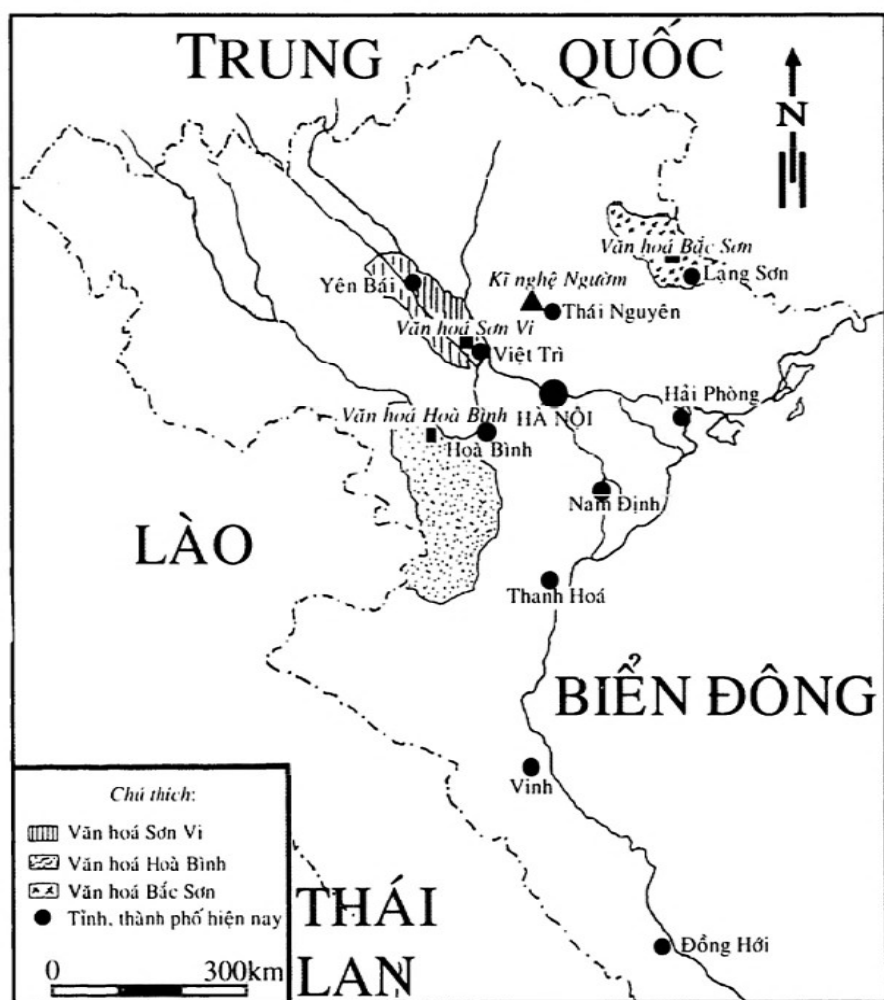 TRUNG QUỐC
N
Văn hoá Bắc Sơn
Lạng Sơn
Yên Bái
Kĩ nghệ Ngườm
Thái Nguyên
Văn hoá Sơn Vi
Việt Trì
Hải Phòng
HÀ NỘI
Văn hoá Hoà Bình
Hoà Bình
Nam Định
LÀO
Thanh Hoá
BIỂN ĐÔNG
Vinh
Chú thích:
Văn hoá Sơn Vi
Văn hoá Hoà Bình
Văn hoá Bắc Sơn
Tỉnh, thành phố hiện nay
0 300km
THÁI
LAN
Đồng Hới